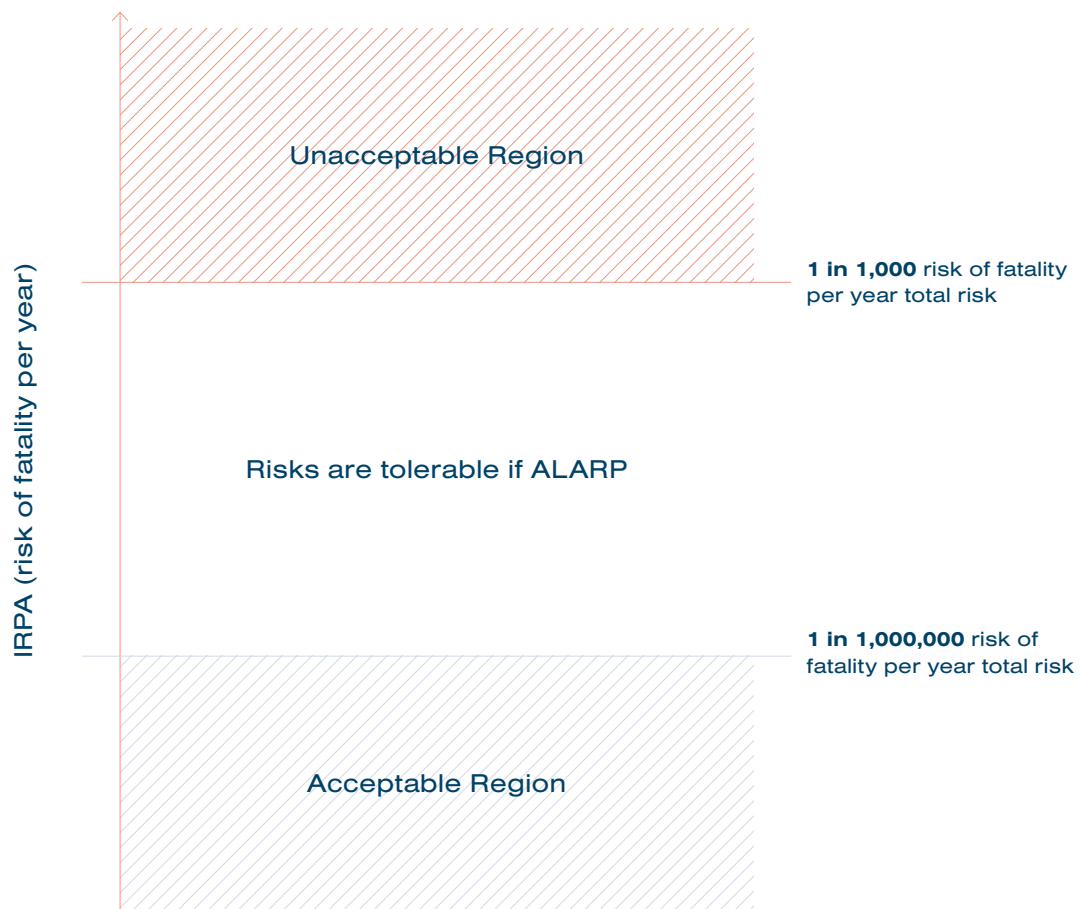 Unacceptable Region
1 in 1,000 risk of fatality
per year total risk
IRPA (risk of fatality per year)
Risks are tolerable if ALARP
1 in 1,000,000 risk of
fatality per year total risk
Acceptable Region